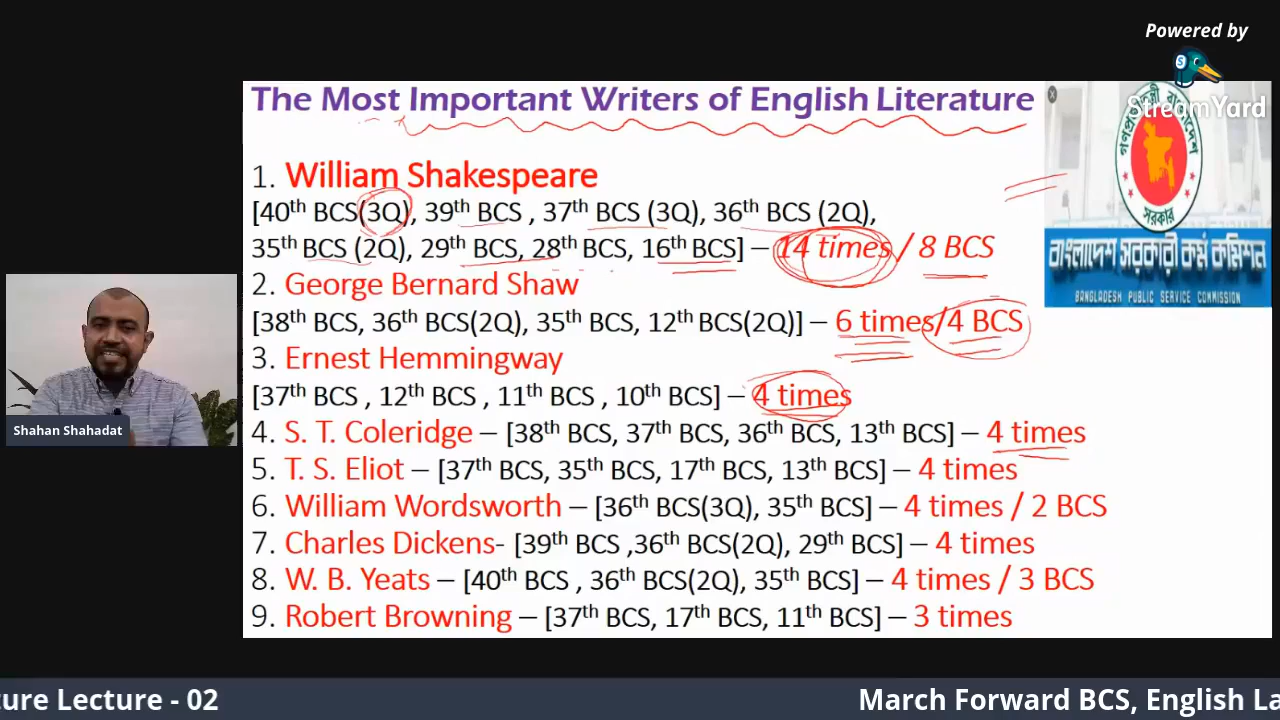 Powered by
StreamYard
The Most Important Writers of English Literature
1. William Shakespeare
[40th BCS(3Q), 39th BCS , 37th BCS (3Q), 36th BCS (2Q),
35th BCS (2Q), 29th BCS, 28th BCS, 16th BCS] – 14 times / 8 BCS
2. George Bernard Shaw
[38th BCS, 36th BCS(2Q), 35th BCS, 12th BCS(2Q)] – 6 times/4 BCS
3. Ernest Hemmingway
[37th BCS , 12th BCS , 11th BCS , 10th BCS] – 4 times
4. S. T. Coleridge – [38th BCS, 37th BCS, 36th BCS, 13th BCS] – 4 times
5. T. S. Eliot – [37th BCS, 35th BCS, 17th BCS, 13th BCS] – 4 times
6. William Wordsworth – [36th BCS(3Q), 35th BCS] – 4 times / 2 BCS
7. Charles Dickens- [39th BCS ,36th BCS(2Q), 29th BCS] – 4 times
8. W. B. Yeats – [40th BCS , 36th BCS(2Q), 35th BCS] – 4 times / 3 BCS
9. Robert Browning – [37th BCS, 17th BCS, 11th BCS] – 3 times
সরকার
বাংলাদেশ সরকারী কর্ম কমিশন
BANGLADESH PUBLIC SERVICE COMMISSION
Shahan Shahadat
ture Lecture - 02
March Forward BCS, English La